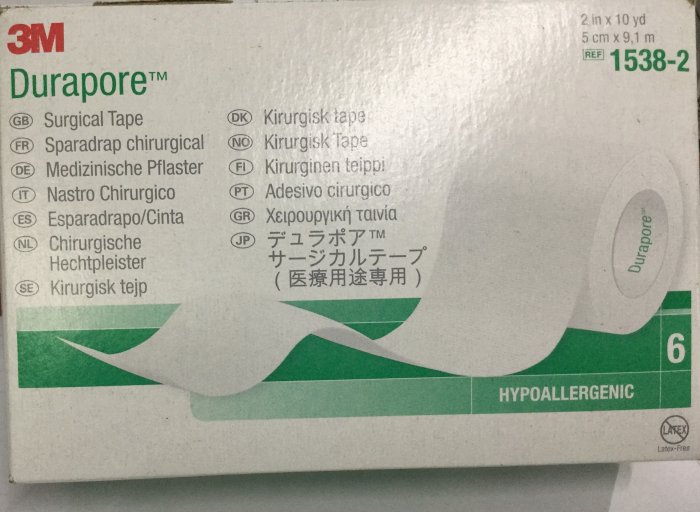 3M
Durapore™
2 in x 10 yd
5 cm x 9,1 m
REF 1538-2
GB Surgical Tape
FR Sparadrap chirurgical
DE Medizinische Pflaster
IT Nastro Chirurgico
ES Esparadrapo/Cinta
NL Chirurgische
Hechtpleister
SE Kirurgisk tejp
DK Kirurgisk tape
NO Kirurgisk Tape
FI Kirurginen teippi
PT Adesivo cirurgico
GR Χειρουργική ταινία
JP デュラポア™
サージカルテープ
(医療用途専用)
Durapore™
6
HYPOALLERGENIC
LATEX
Latex-Free